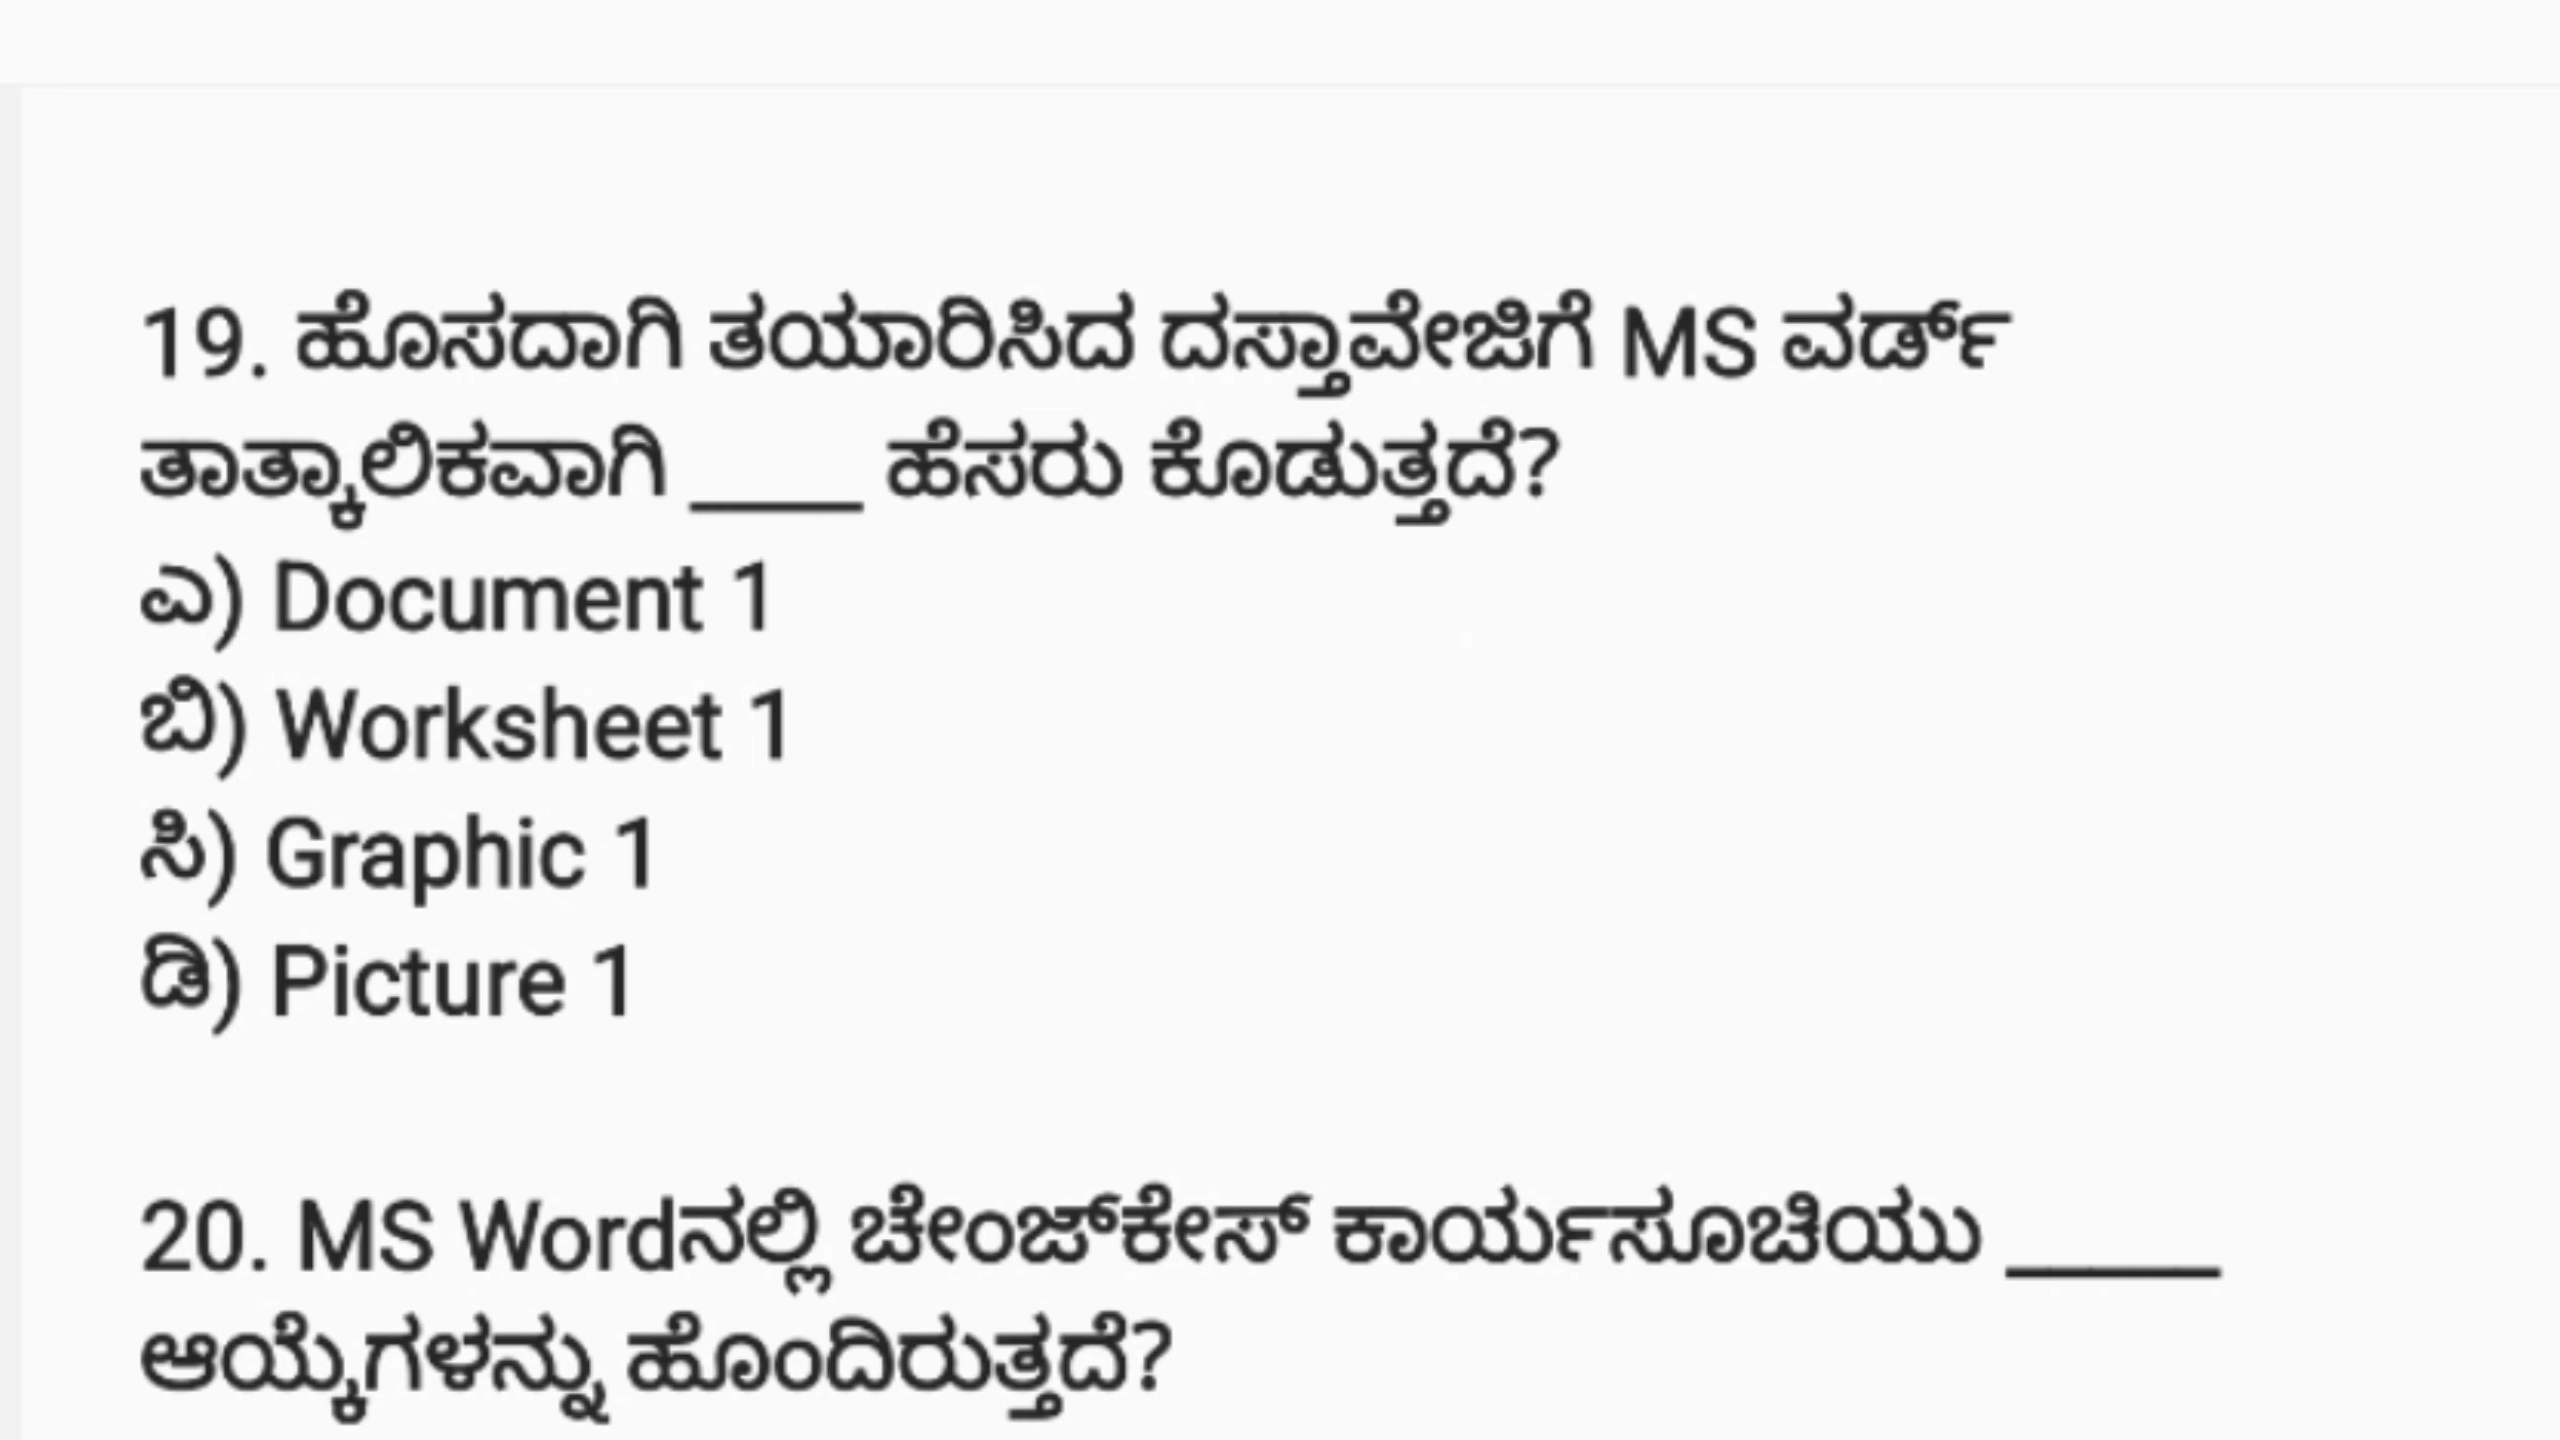 19. ಹೊಸದಾಗಿ ತಯಾರಿಸಿದ ದಸ್ತಾವೇಜಿಗೆ MS ವರ್ಡ್
ತಾತ್ಕಾಲಿಕವಾಗಿ ____ ಹೆಸರು ಕೊಡುತ್ತದೆ?
ಎ) Document 1
ಬಿ) Worksheet 1
ಸಿ) Graphic 1
ಡಿ) Picture 1
20. MS Wordನಲ್ಲಿ ಚೇಂಜ್‌ಕೇಸ್ ಕಾರ್ಯಸೂಚಿಯು _____
ಆಯ್ಕೆಗಳನ್ನು ಹೊಂದಿರುತ್ತದೆ?